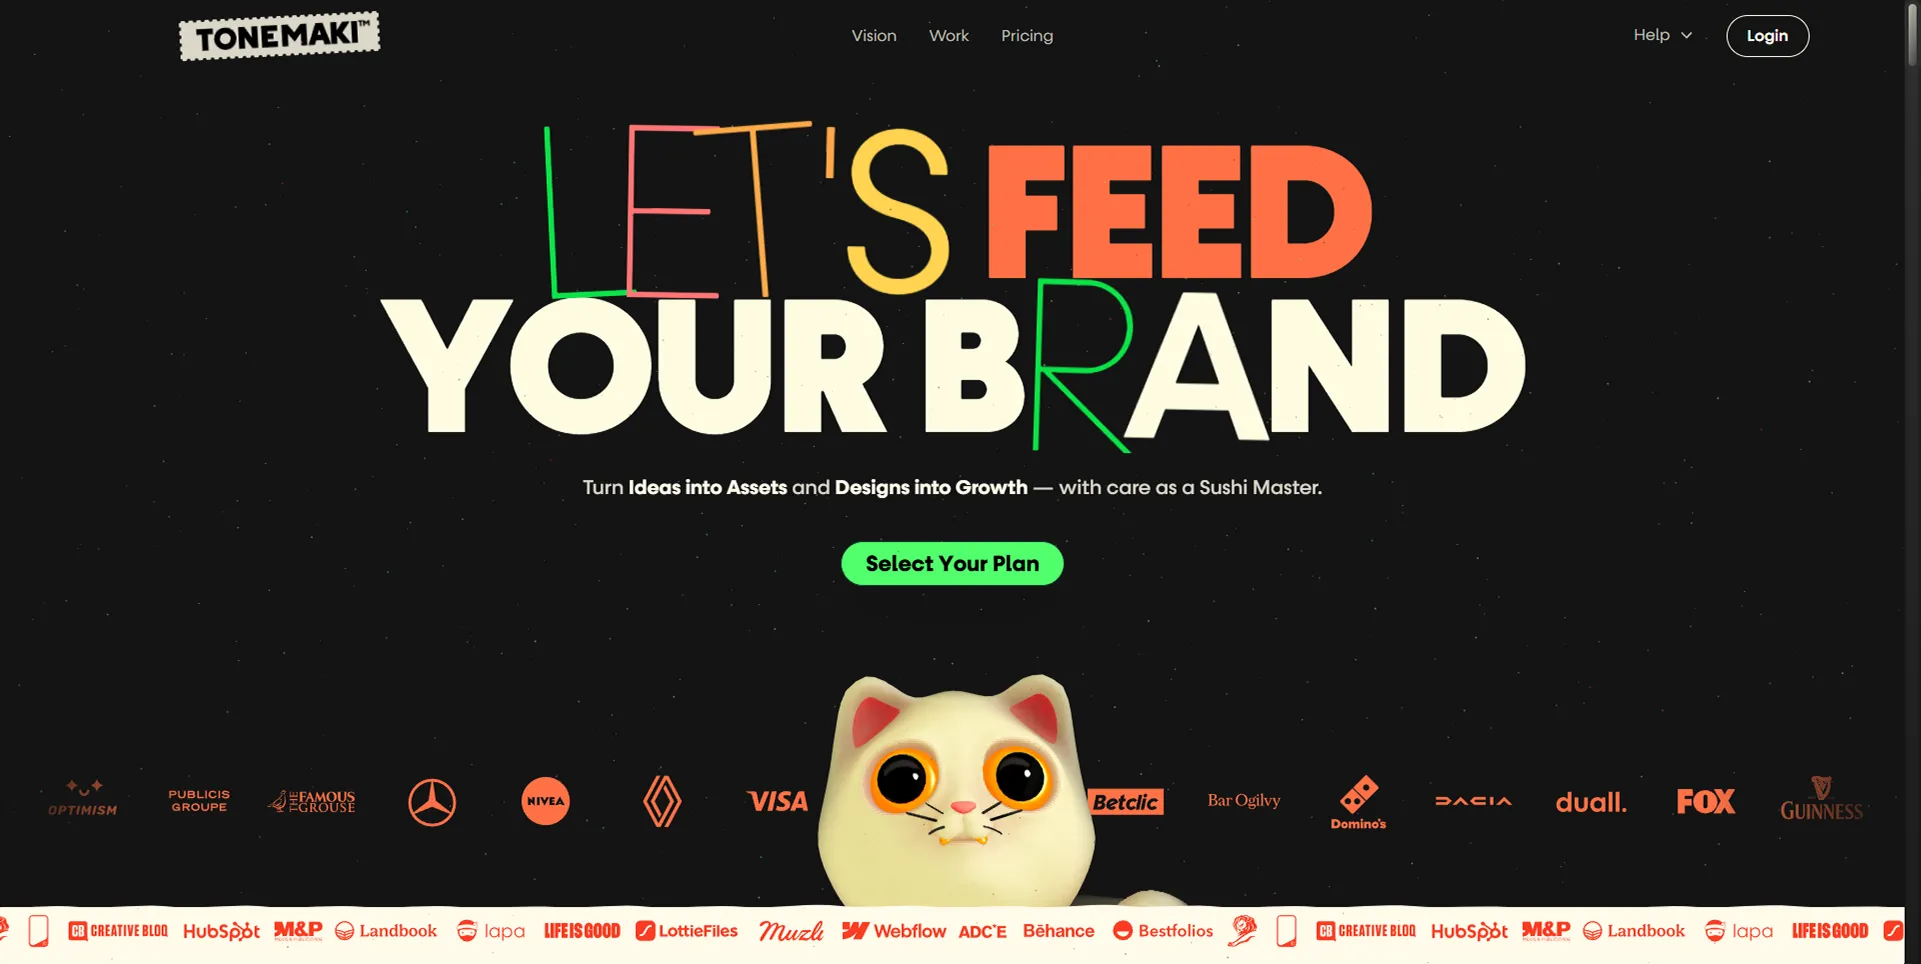 TONEMAKI™
Vision Work Pricing
Help
Login
LET'S FEED
YOUR BRAND
Turn Ideas into Assets and Designs into Growth — with care as a Sushi Master.
Select Your Plan
OPTIMISM
PUBLICIS
GROUPE
THE FAMOUS
GROUSE
NIVEA
VISA
Betclic
Bar Ogilvy
Domino's
DACIA
duall.
FOX
GUINNESS
CB CREATIVE BLOQ HubSpot M&P Landbook lapa LIFE IS GOOD LottieFiles Muzli Webflow ADC*E Bēhance Bestfolios CB CREATIVE BLOQ HubSpot M&P Landbook lapa LIFE IS GOOD